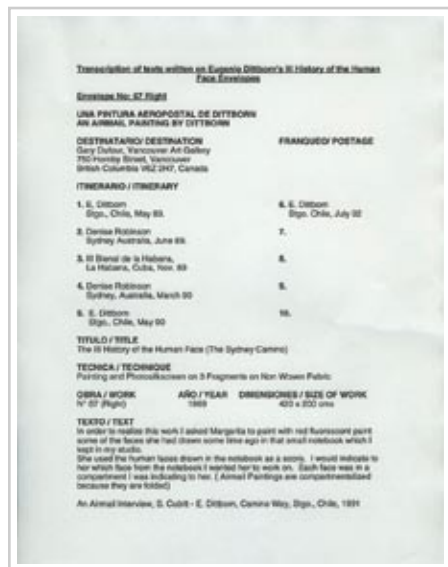 Transcription of texts written on Eugenio Dittborn's III History of the Human
Face Envelopes
Envelope No: 67 Right
UNA PINTURA AEROPOSTAL DE DITTBORN
AN AIRMAIL PAINTING BY DITTBORN
DESTINATARIO/ DESTINATION FRANQUEO/ POSTAGE
Gary Dufour, Vancouver Art Gallery
750 Hornby Street, Vancouver
British Columbia V6Z 2H7, Canada
ITINERARIO / ITINERARY
1. E. Dittborn 6. E. Dittborn
Stgo., Chile, May 89. Stgo. Chile, July 92
2. Denise Robinson 7.
Sydney Australia, June 89.
3. III Bienal de la Habana, 8.
La Habana, Cuba, Nov. 89
4. Denise Robinson 9.
Sydney, Australia, March 90
5. E. Dittborn 10.
Stgo., Chile, May 90
TITULO / TITLE
The III History of the Human Face (The Sydney Camino)
TECNICA / TECHNIQUE
Painting and Photosilkscreen on 3 Fragments on Non Woven Fabric
OBRA / WORK AÑO / YEAR DIMENSIONES / SIZE OF WORK
N° 67 (Right) 1989 420 x 200 cms
TEXTO / TEXT
In order to realize this work I asked Margarita to paint with red fluorescent paint
some of the faces she had drawn some time ago in that small notebook which I
kept in my studio.
She used the human faces drawn in the notebook as a score. I would indicate to
her which face from the notebook I wanted her to work on. Each face was in a
compartment I was indicating to her. ( Airmail Paintings are compartmentalized
because they are folded)
An Airmail Interview, S. Cubitt - E. Dittborn, Camino Way, Stgo., Chile, 1991